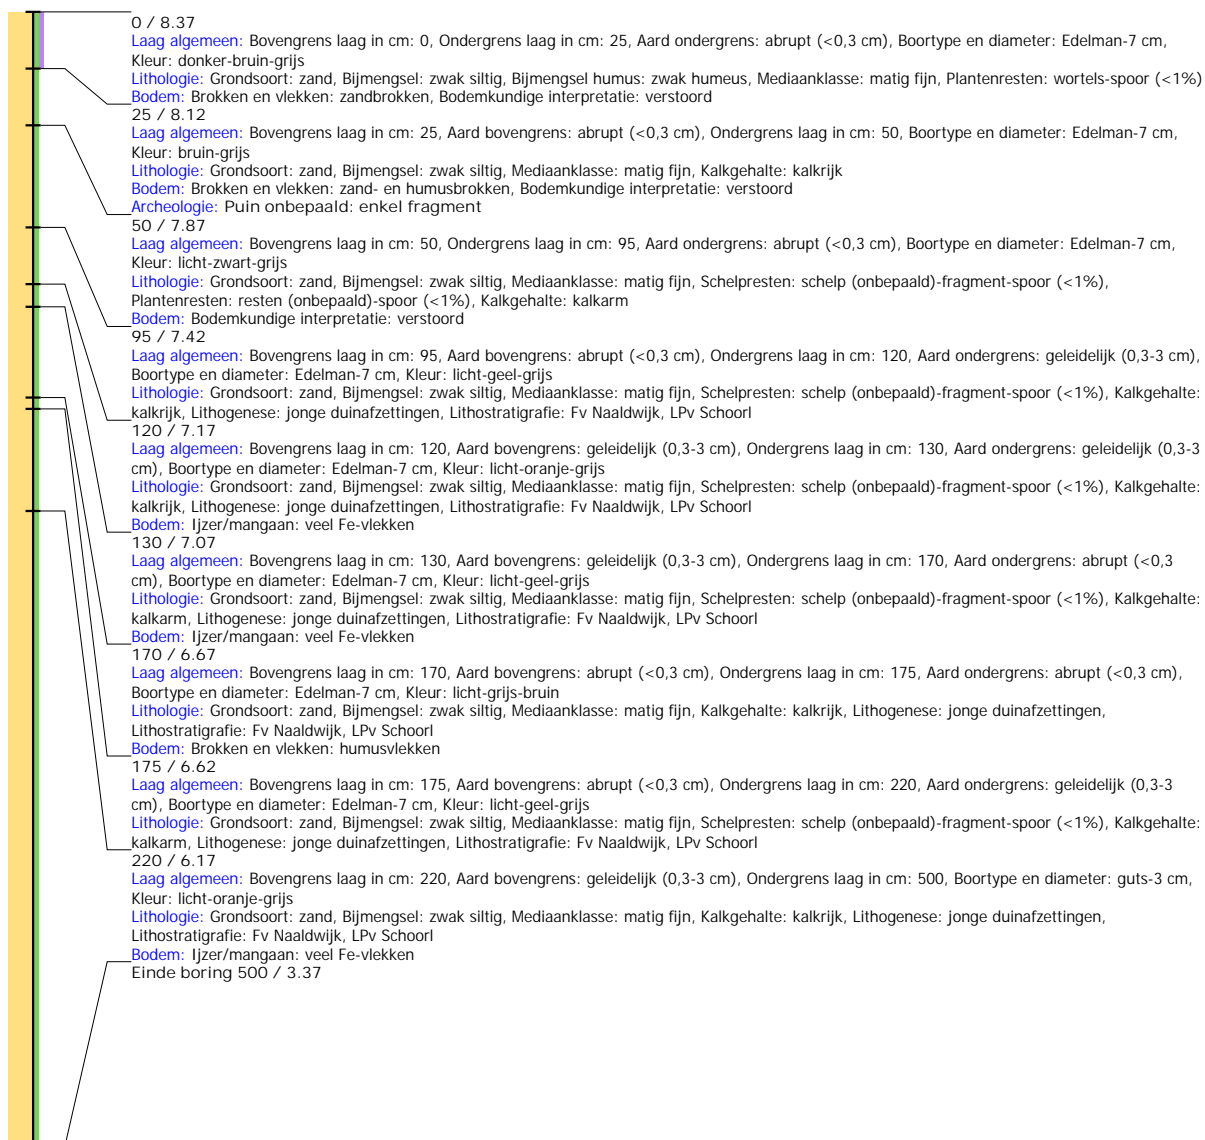 0 / 8.37
Laag algemeen: Bovengrens laag in cm: 0, Ondergrens laag in cm: 25, Aard ondergrens: abrupt (<0,3 cm), Boortype en diameter: Edelman-7 cm,
Kleur: donker-bruin-grijs
Lithologie: Grondsoort: zand, Bijmengsel: zwak siltig, Bijmengsel humus: zwak humeus, Mediaanklasse: matig fijn, Plantenresten: wortels-spoor (<1%)
Bodem: Brokken en vlekken: zandbrokken, Bodemkundige interpretatie: verstoord
25 / 8.12
Laag algemeen: Bovengrens laag in cm: 25, Aard bovengrens: abrupt (<0,3 cm), Ondergrens laag in cm: 50, Boortype en diameter: Edelman-7 cm,
Kleur: bruin-grijs
Lithologie: Grondsoort: zand, Bijmengsel: zwak siltig, Mediaanklasse: matig fijn, Kalkgehalte: kalkrijk
Bodem: Brokken en vlekken: zand- en humusbrokken, Bodemkundige interpretatie: verstoord
Archeologie: Puin onbepaald: enkel fragment
50 / 7.87
Laag algemeen: Bovengrens laag in cm: 50, Ondergrens laag in cm: 95, Aard ondergrens: abrupt (<0,3 cm), Boortype en diameter: Edelman-7 cm,
Kleur: licht-zwart-grijs
Lithologie: Grondsoort: zand, Bijmengsel: zwak siltig, Mediaanklasse: matig fijn, Schelpresten: schelp (onbepaald)-fragment-spoor (<1%),
Plantenresten: resten (onbepaald)-spoor (<1%), Kalkgehalte: kalkarm
Bodem: Bodemkundige interpretatie: verstoord
95 / 7.42
Laag algemeen: Bovengrens laag in cm: 95, Aard bovengrens: abrupt (<0,3 cm), Ondergrens laag in cm: 120, Aard ondergrens: geleidelijk (0,3-3 cm),
Boortype en diameter: Edelman-7 cm, Kleur: licht-geel-grijs
Lithologie: Grondsoort: zand, Bijmengsel: zwak siltig, Mediaanklasse: matig fijn, Schelpresten: schelp (onbepaald)-fragment-spoor (<1%), Kalkgehalte:
kalkrijk, Lithogenese: jonge duinafzettingen, Lithostratigrafie: Fv Naaldwijk, LPv Schoorl
120 / 7.17
Laag algemeen: Bovengrens laag in cm: 120, Aard bovengrens: geleidelijk (0,3-3 cm), Ondergrens laag in cm: 130, Aard ondergrens: geleidelijk (0,3-3
cm), Boortype en diameter: Edelman-7 cm, Kleur: licht-oranje-grijs
Lithologie: Grondsoort: zand, Bijmengsel: zwak siltig, Mediaanklasse: matig fijn, Schelpresten: schelp (onbepaald)-fragment-spoor (<1%), Kalkgehalte:
kalkrijk, Lithogenese: jonge duinafzettingen, Lithostratigrafie: Fv Naaldwijk, LPv Schoorl
Bodem: Ijzer/mangaan: veel Fe-vlekken
130 / 7.07
Laag algemeen: Bovengrens laag in cm: 130, Aard bovengrens: geleidelijk (0,3-3 cm), Ondergrens laag in cm: 170, Aard ondergrens: abrupt (<0,3
cm), Boortype en diameter: Edelman-7 cm, Kleur: licht-geel-grijs
Lithologie: Grondsoort: zand, Bijmengsel: zwak siltig, Mediaanklasse: matig fijn, Schelpresten: schelp (onbepaald)-fragment-spoor (<1%), Kalkgehalte:
kalkarm, Lithogenese: jonge duinafzettingen, Lithostratigrafie: Fv Naaldwijk, LPv Schoorl
Bodem: Ijzer/mangaan: veel Fe-vlekken
170 / 6.67
Laag algemeen: Bovengrens laag in cm: 170, Aard bovengrens: abrupt (<0,3 cm), Ondergrens laag in cm: 175, Aard ondergrens: abrupt (<0,3 cm),
Boortype en diameter: Edelman-7 cm, Kleur: licht-grijs-bruin
Lithologie: Grondsoort: zand, Bijmengsel: zwak siltig, Mediaanklasse: matig fijn, Kalkgehalte: kalkrijk, Lithogenese: jonge duinafzettingen,
Lithostratigrafie: Fv Naaldwijk, LPv Schoorl
Bodem: Brokken en vlekken: humusvlekken
175 / 6.62
Laag algemeen: Bovengrens laag in cm: 175, Aard bovengrens: abrupt (<0,3 cm), Ondergrens laag in cm: 220, Aard ondergrens: geleidelijk (0,3-3
cm), Boortype en diameter: Edelman-7 cm, Kleur: licht-geel-grijs
Lithologie: Grondsoort: zand, Bijmengsel: zwak siltig, Mediaanklasse: matig fijn, Schelpresten: schelp (onbepaald)-fragment-spoor (<1%), Kalkgehalte:
kalkarm, Lithogenese: jonge duinafzettingen, Lithostratigrafie: Fv Naaldwijk, LPv Schoorl
220 / 6.17
Laag algemeen: Bovengrens laag in cm: 220, Aard bovengrens: geleidelijk (0,3-3 cm), Ondergrens laag in cm: 500, Boortype en diameter: guts-3 cm,
Kleur: licht-oranje-grijs
Lithologie: Grondsoort: zand, Bijmengsel: zwak siltig, Mediaanklasse: matig fijn, Kalkgehalte: kalkrijk, Lithogenese: jonge duinafzettingen,
Lithostratigrafie: Fv Naaldwijk, LPv Schoorl
Bodem: Ijzer/mangaan: veel Fe-vlekken
Einde boring 500 / 3.37